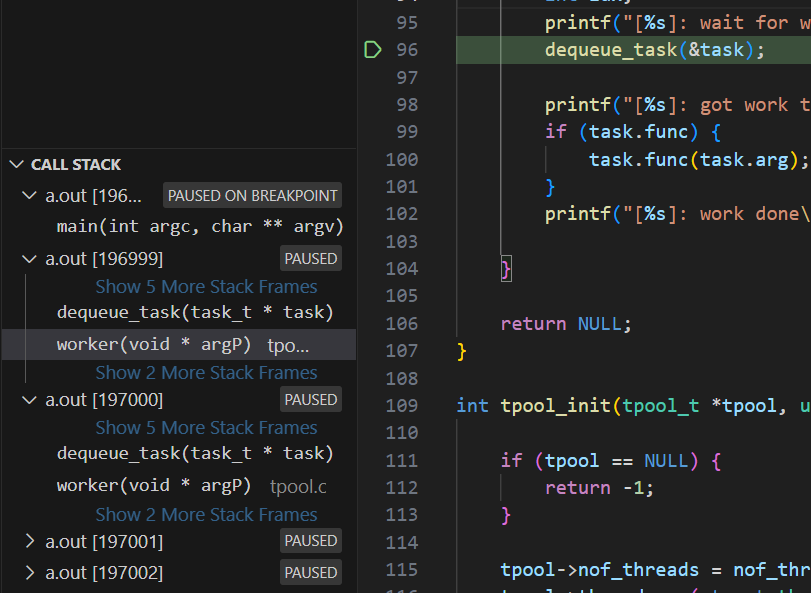 CALL STACK
a.out [196... PAUSED ON BREAKPOINT
main(int argc, char ** argv)
a.out [196999] PAUSED
Show 5 More Stack Frames
dequeue_task(task_t * task)
worker(void * argP) tpo...
Show 2 More Stack Frames
a.out [197000] PAUSED
Show 5 More Stack Frames
dequeue_task(task_t * task)
worker(void * argP) tpool.c
Show 2 More Stack Frames
a.out [197001] PAUSED
a.out [197002] PAUSED
95 printf("[%s]: wait for w
96 dequeue_task(&task);
97
98 printf("[%s]: got work t
99 if (task.func) {
100 task.func(task.arg);
101 }
102 printf("[%s]: work done\
103
104 }
105
106 return NULL;
107 }
108
109 int tpool_init(tpool_t *tpool, u
110
111 if (tpool == NULL) {
112 return -1;
113 }
114
115 tpool->nof_threads = nof_thr